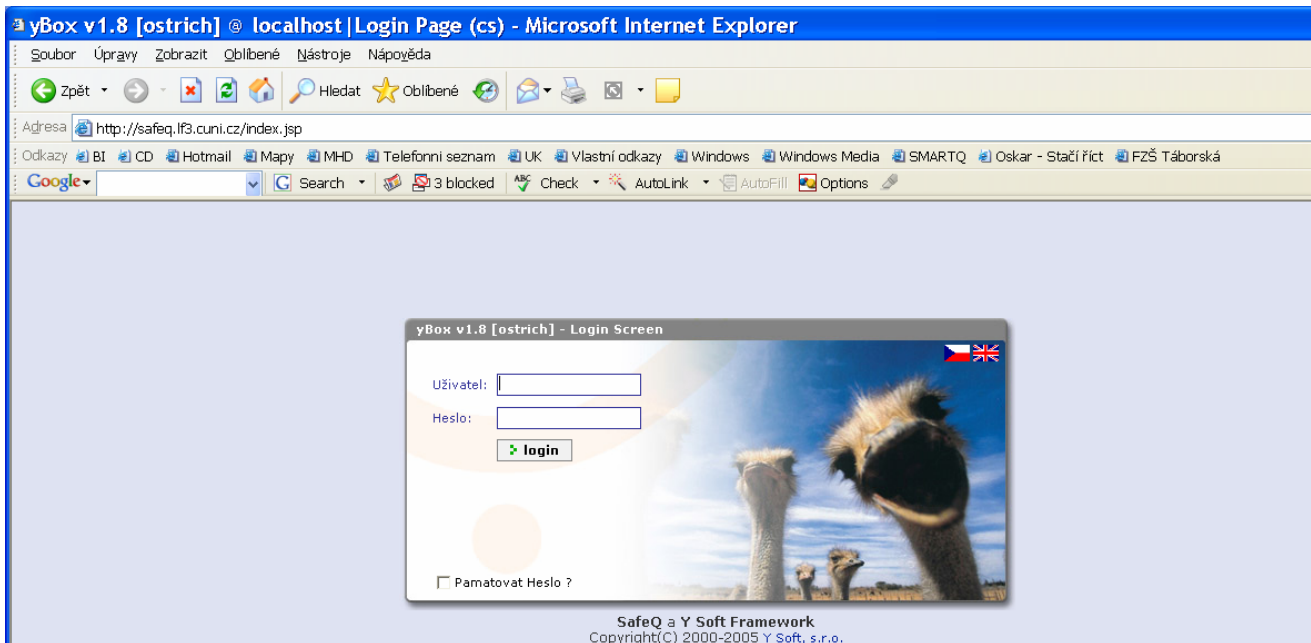 yBox v1.8 [ostrich] @ localhost|Login Page (cs) - Microsoft Internet Explorer
Soubor Úpravy Zobrazit Oblíbené Nástroje Nápověda
Zpět Hledat Oblíbené
Adresa http://safeq.lf3.cuni.cz/index.jsp
Odkazy BI CD Hotmail Mapy MHD Telefonni seznam UK Vlastní odkazy Windows Windows Media SMARTQ Oskar - Stačí říct FZŠ Táborská
Google G Search 3 blocked ABC Check AutoLink AutoFill Options
yBox v1.8 [ostrich] - Login Screen
Uživatel:
Heslo:
login
Pamatovat Heslo ?
SafeQ a Y Soft Framework
Copyright(C) 2000-2005 Y Soft, s.r.o.